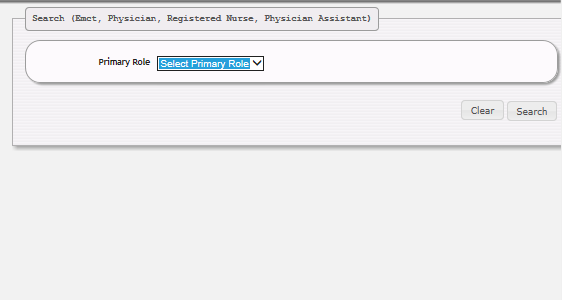 Search (Emct, Physician, Registered Nurse, Physician Assistant)
Primary Role Select Primary Role
Clear Search